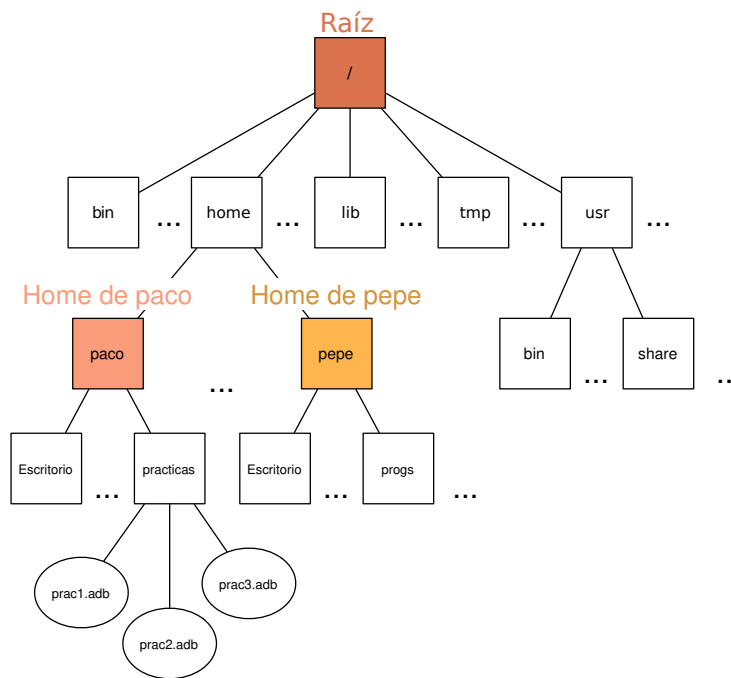 Raíz
/
bin ... home ... lib ... tmp ... usr ...
Home de paco Home de pepe
paco ... pepe bin ... share ..
Escritorio ... practicas Escritorio ... progs ...
prac1.adb prac2.adb prac3.adb